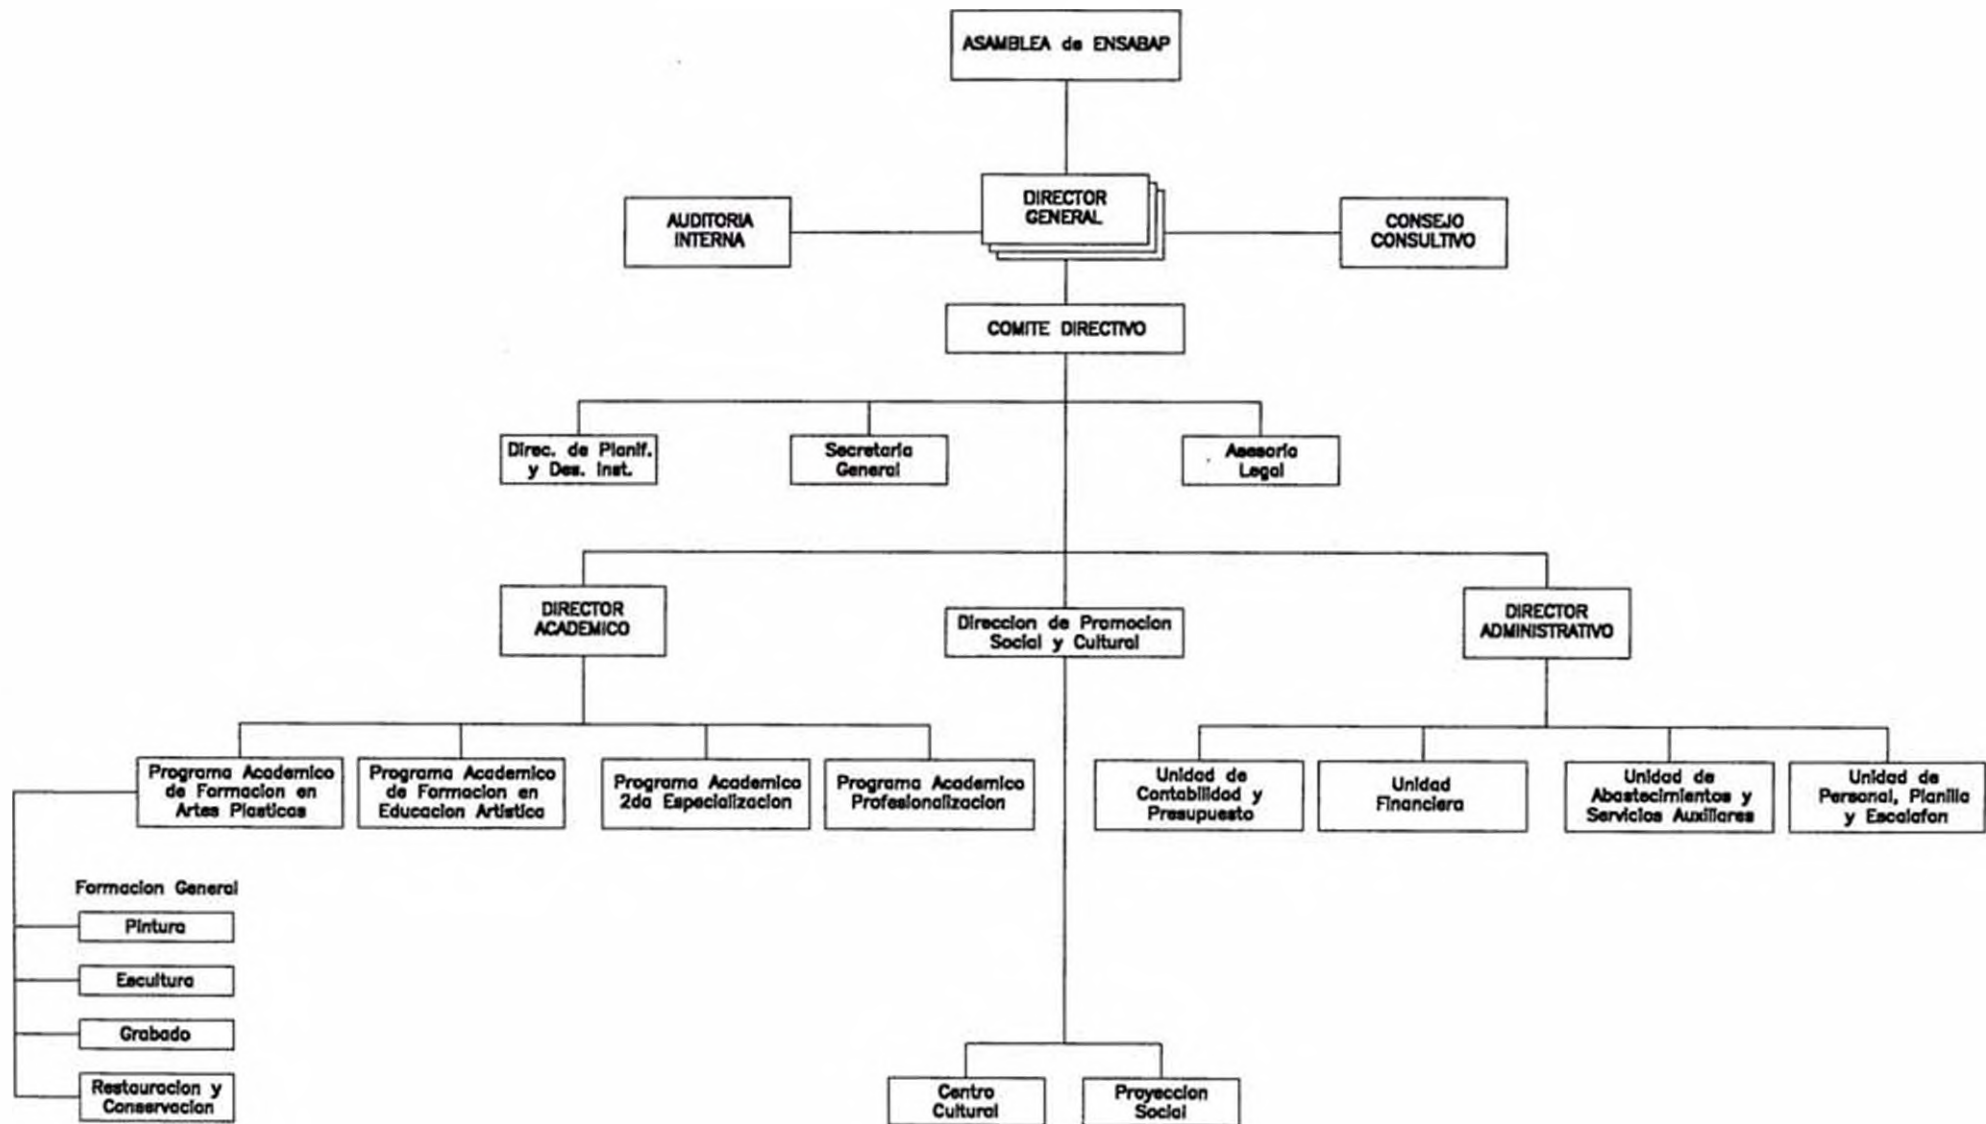 ASAMBLEA de ENSABAP
DIRECTOR
GENERAL
AUDITORIA
INTERNA
CONSEJO
CONSULTIVO
COMITE DIRECTIVO
Direc. de Planif.
y Des. Inst.
Secretaría
General
Asesoría
Legal
DIRECTOR
ACADEMICO
Direccion de Promocion
Social y Cultural
DIRECTOR
ADMINISTRATIVO
Programa Academico
de Formacion en
Artes Plasticas
Programa Academico
de Formacion en
Educacion Artistica
Programa Academico
2da Especializacion
Programa Academico
Profesionalizacion
Unidad de
Contabilidad y
Presupuesto
Unidad
Financiera
Unidad de
Abastecimientos y
Servicios Auxiliares
Unidad de
Personal, Planilla
y Escalafon
Formacion General
Pintura
Escultura
Grabado
Restauracion y
Conservacion
Centro
Cultural
Proyeccion
Social